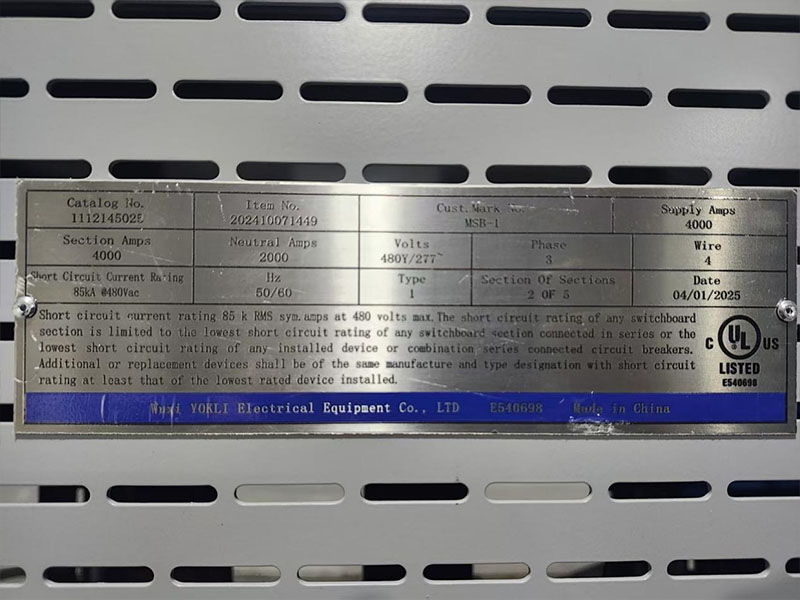 Catalog No. Item No. Cust. Mark No. Supply Amps
1112145025 202410071449 MSB-1 4000
Section Amps Neutral Amps Volts Phase Wire
4000 2000 480Y/277~ 3 4
Short Circuit Current Rating Hz Type Section Of Sections Date
85kA @480Vac 50/60 1 2 OF 5 04/01/2025
Short circuit current rating 85 k RMS sym. amps at 480 volts max. The short circuit rating of any switchboard
section is limited to the lowest short circuit rating of any switchboard section connected in series or the
lowest short circuit rating of any installed device or combination series connected circuit breakers.
Additional or replacement devices shall be of the same manufacture and type designation with short circuit
rating at least that of the lowest rated device installed.
C UL US
LISTED
E540698
Wuxi YOKLI Electrical Equipment Co., LTD E540698 Made in China